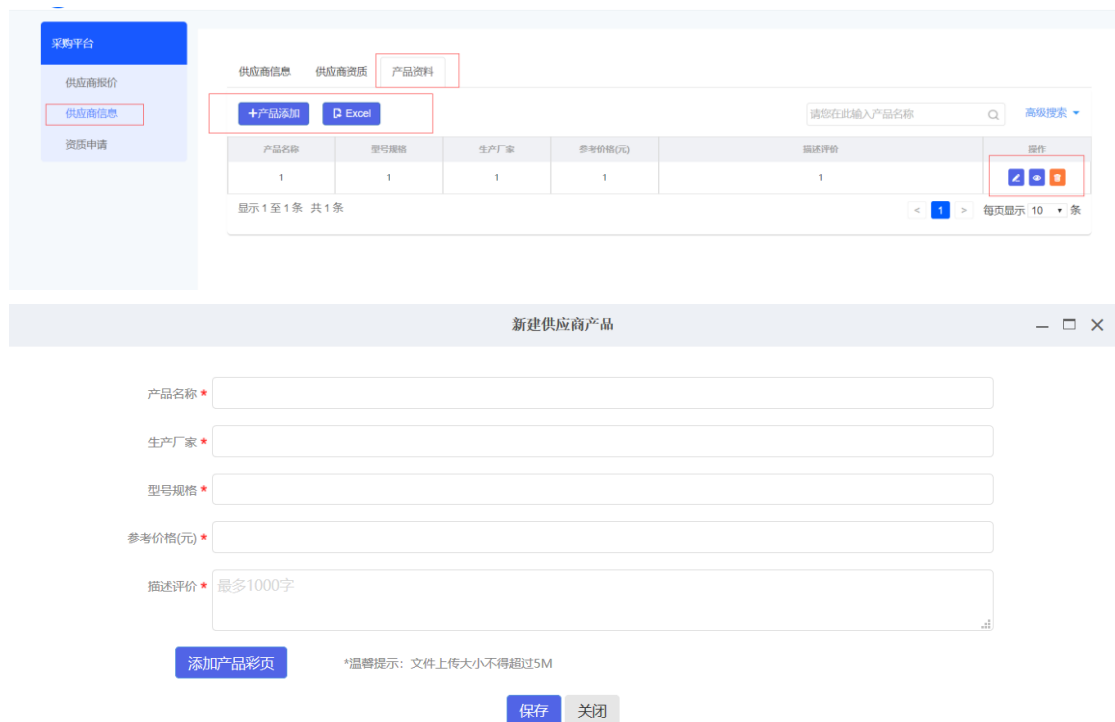 采购平台
供应商报价
供应商信息
资质申请
供应商信息 供应商资质 产品资料
+产品添加 Excel 请您在此输入产品名称 高级搜索
产品名称 型号规格 生产厂家 参考价格(元) 描述评价 操作
1 1 1 1 1
显示 1 至 1 条 共 1 条 < 1 > 每页显示 10 条
新建供应商产品
产品名称 *
生产厂家 *
型号规格 *
参考价格(元) *
描述评价 * 最多1000字
添加产品彩页 *温馨提示：文件上传大小不得超过5M
保存 关闭